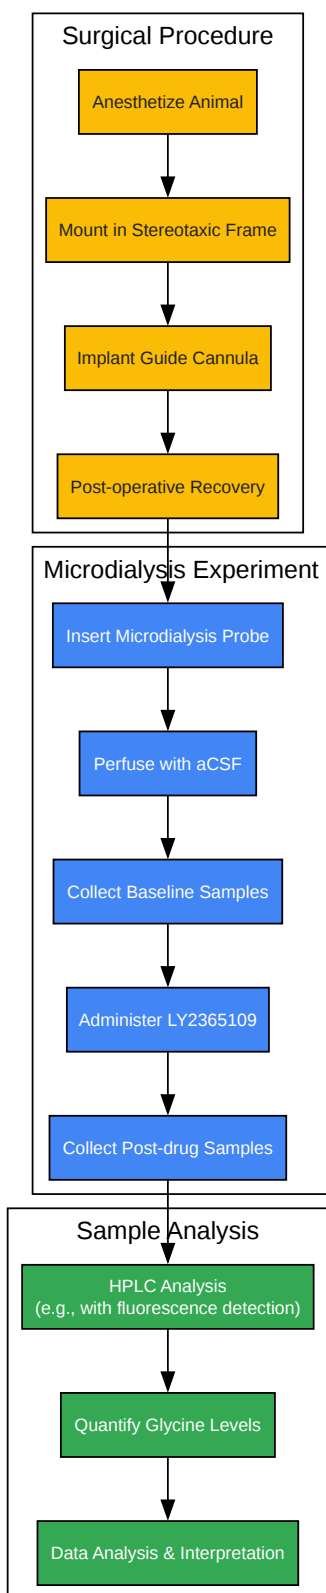 Surgical Procedure
Anesthetize Animal
Mount in Stereotaxic Frame
Implant Guide Cannula
Post-operative Recovery
Microdialysis Experiment
Insert Microdialysis Probe
Perfuse with aCSF
Collect Baseline Samples
Administer LY2365109
Collect Post-drug Samples
Sample Analysis
HPLC Analysis
(e.g., with fluorescence detection)
Quantify Glycine Levels
Data Analysis & Interpretation